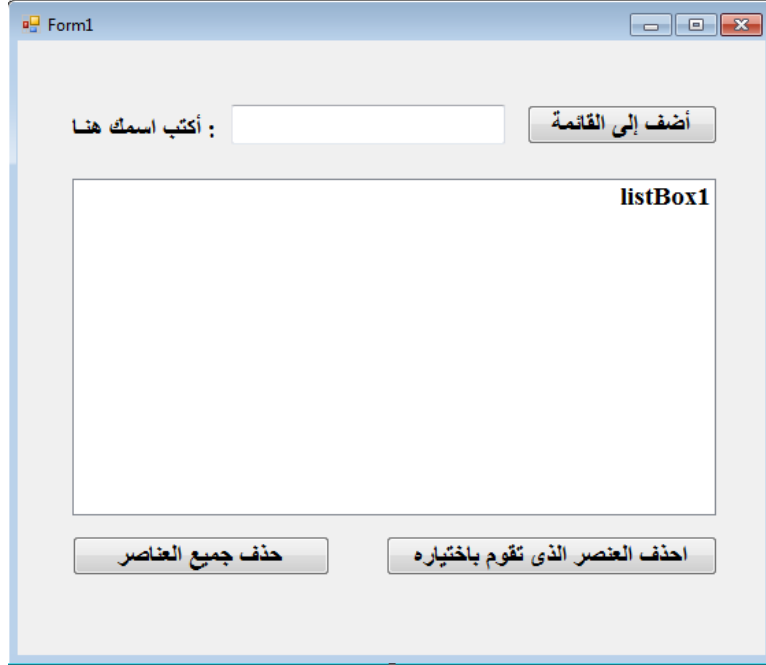 Form1
أكتب اسمك هنـا :
أضف إلى القائمة
listBox1
حذف جميع العناصر
احذف العنصر الذى تقوم باختياره